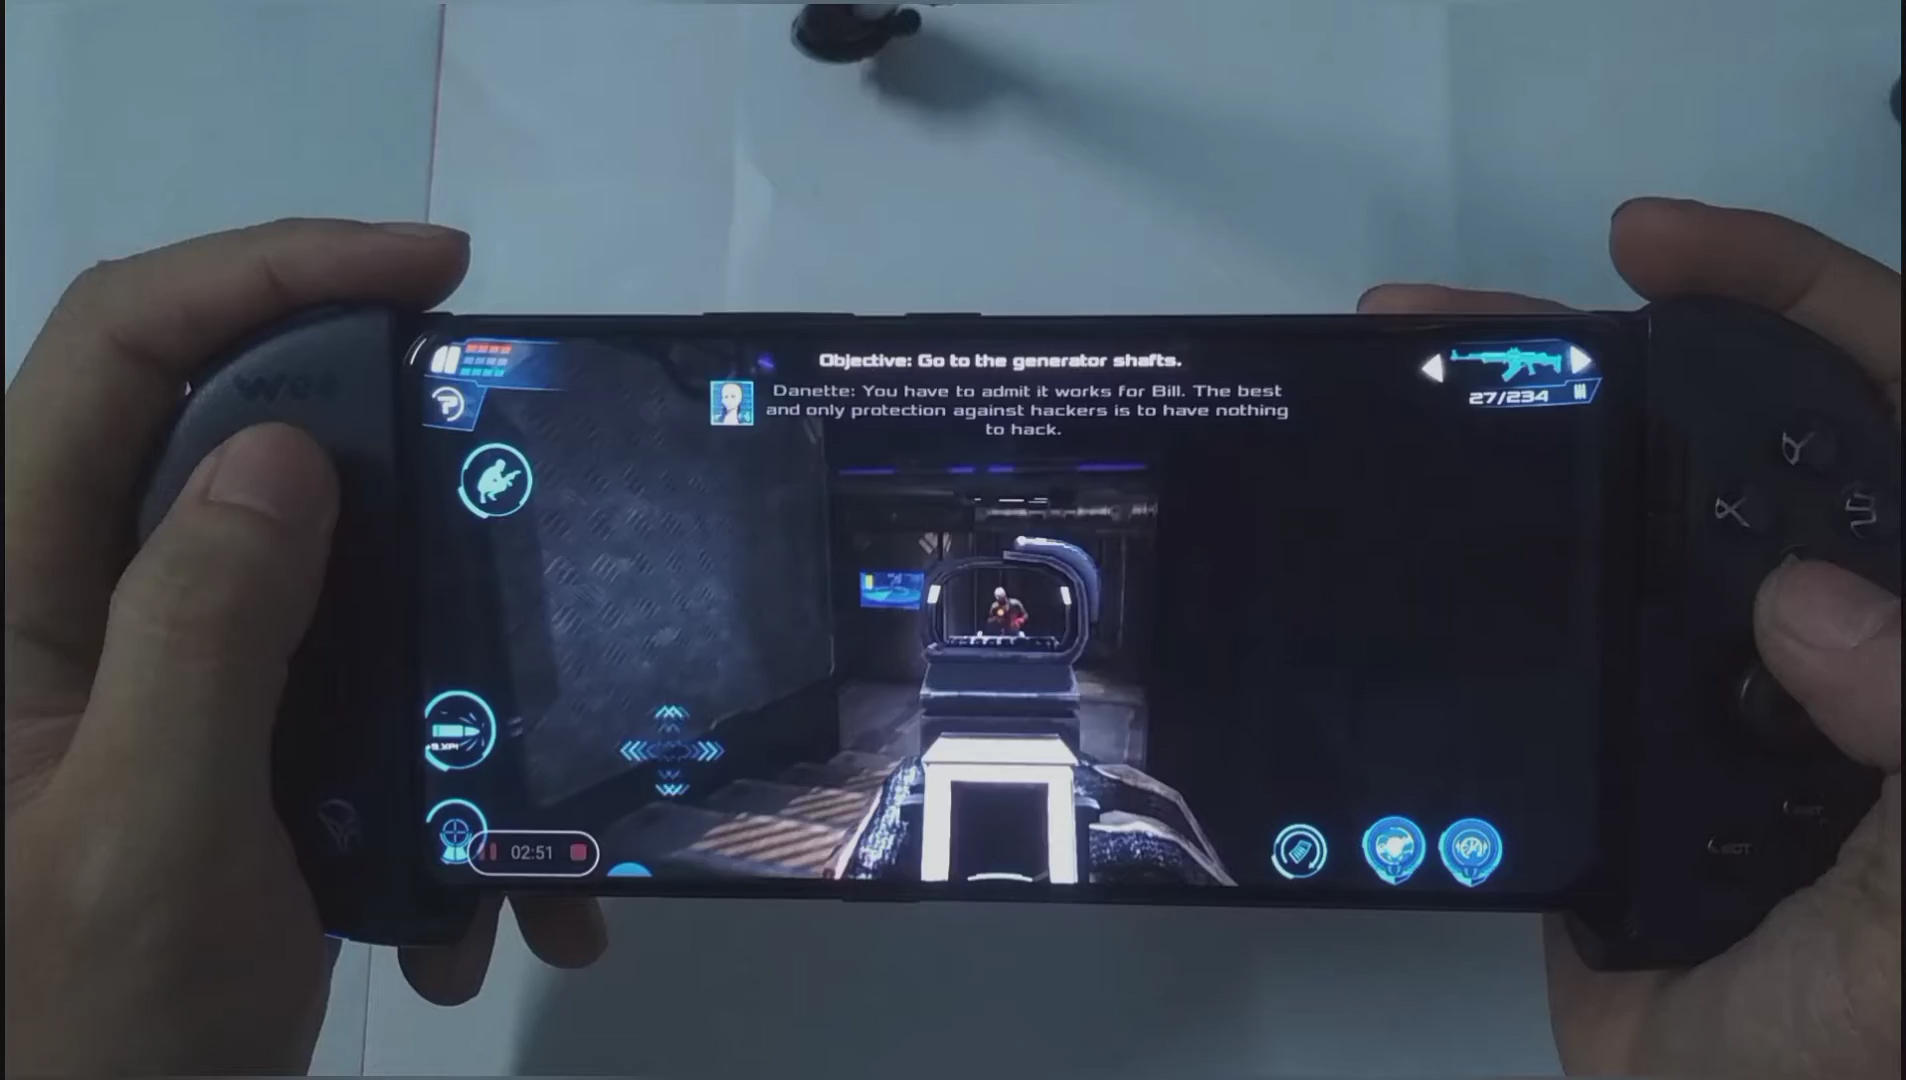 Objective: Go to the generator shafts.
Danette: You have to admit it works for Bill. The best
and only protection against hackers is to have nothing
to hack.
27/234
Y
X
02:51